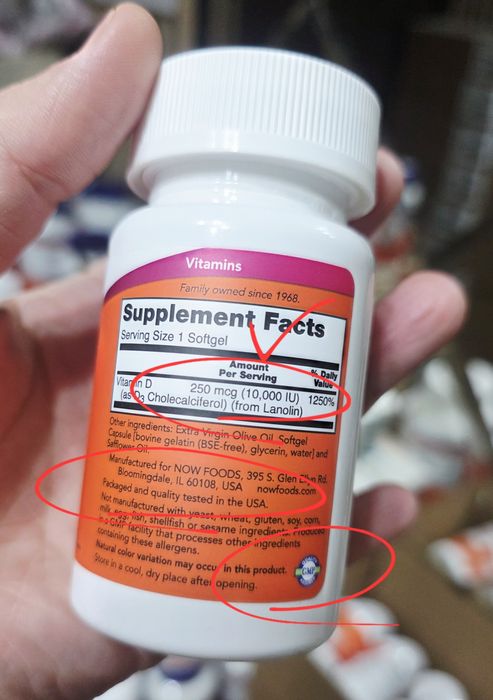 Vitamins
Family owned since 1968.
Supplement Facts
Serving Size 1 Softgel
Amount
Per Serving
% Daily
Value
Vitamin D 250 mcg (10,000 IU) 1250%
(as D3 Cholecalciferol) (from Lanolin)
Other ingredients: Extra Virgin Olive Oil, Softgel
Capsule [bovine gelatin (BSE-free), glycerin, water] and
Safflower Oil.
Manufactured for NOW FOODS, 395 S. Glen Ellyn Rd.
Bloomingdale, IL 60108, USA nowfoods.com
Packaged and quality tested in the USA.
Not manufactured with yeast, wheat, gluten, soy, corn,
milk, egg, fish, shellfish or sesame ingredients. Produced
in a GMP facility that processes other ingredients
containing these allergens.
Natural color variation may occur in this product.
Store in a cool, dry place after opening.
GMP